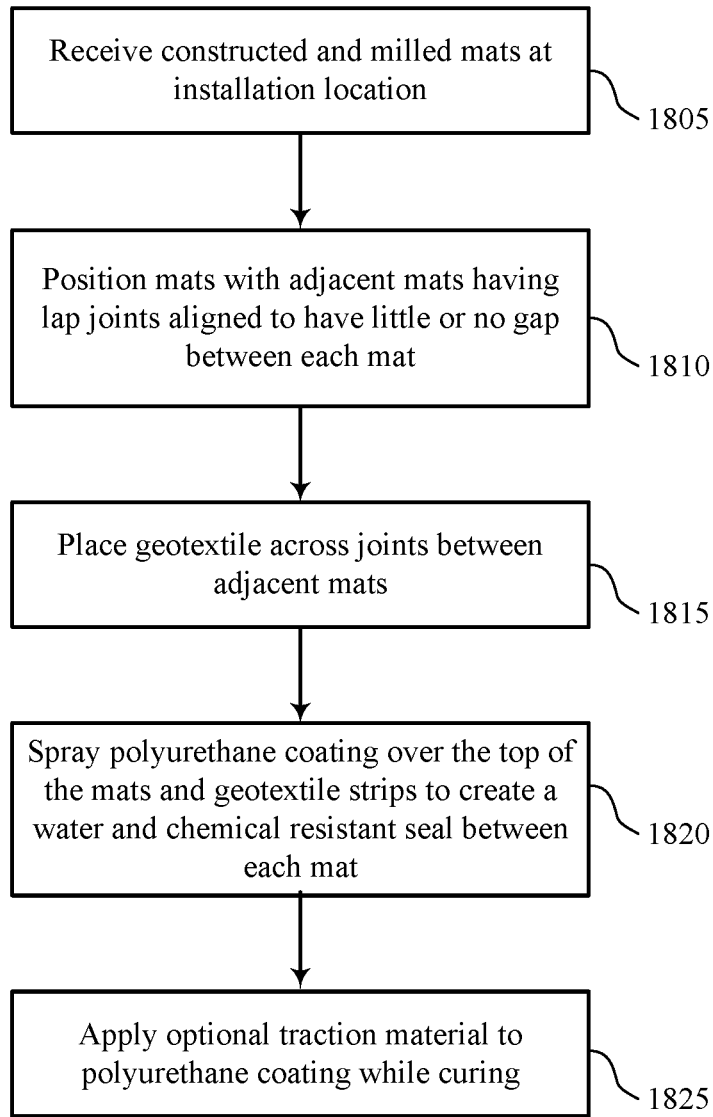 Receive constructed and milled mats at
installation location
1805
Position mats with adjacent mats having
lap joints aligned to have little or no gap
between each mat
1810
Place geotextile across joints between
adjacent mats
1815
Spray polyurethane coating over the top of
the mats and geotextile strips to create a
water and chemical resistant seal between
each mat
1820
Apply optional traction material to
polyurethane coating while curing
1825